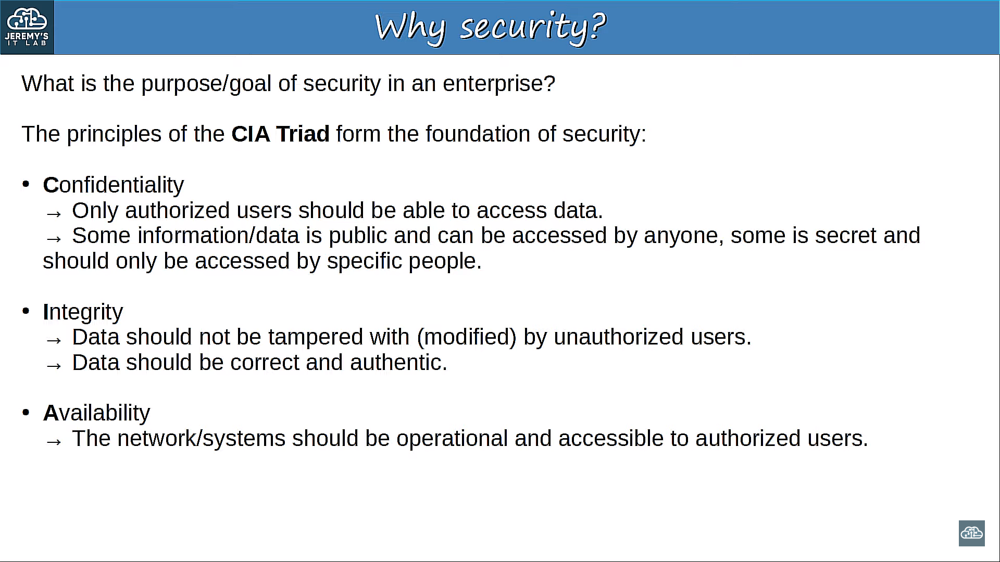 JEREMY'S
IT LAB
Why security?
What is the purpose/goal of security in an enterprise?
The principles of the CIA Triad form the foundation of security:
• Confidentiality
→ Only authorized users should be able to access data.
→ Some information/data is public and can be accessed by anyone, some is secret and
should only be accessed by specific people.
• Integrity
→ Data should not be tampered with (modified) by unauthorized users.
→ Data should be correct and authentic.
• Availability
→ The network/systems should be operational and accessible to authorized users.